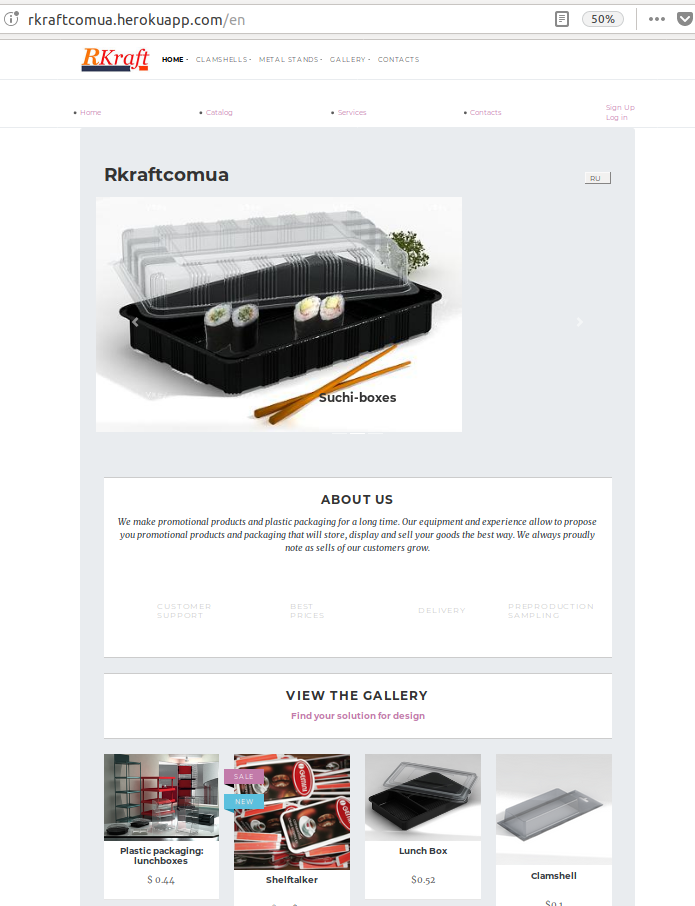 rkraftcomua.herokuapp.com/en
50%
RKraft
HOME
CLAMSHELLS
METAL STANDS
GALLERY
CONTACTS
Home
Catalog
Services
Contacts
Sign Up
Log in
Rkraftcomua
RU
Suchi-boxes
ABOUT US
We make promotional products and plastic packaging for a long time. Our equipment and experience allow to propose
you promotional products and packaging that will store, display and sell your goods the best way. We always proudly
note as sells of our customers grow.
CUSTOMER
SUPPORT
BEST
PRICES
DELIVERY
PREPRODUCTION
SAMPLING
VIEW THE GALLERY
Find your solution for design
SALE
NEW
Plastic packaging:
lunchboxes
$ 0.44
Shelftalker
Lunch Box
$0.52
Clamshell
$0.1